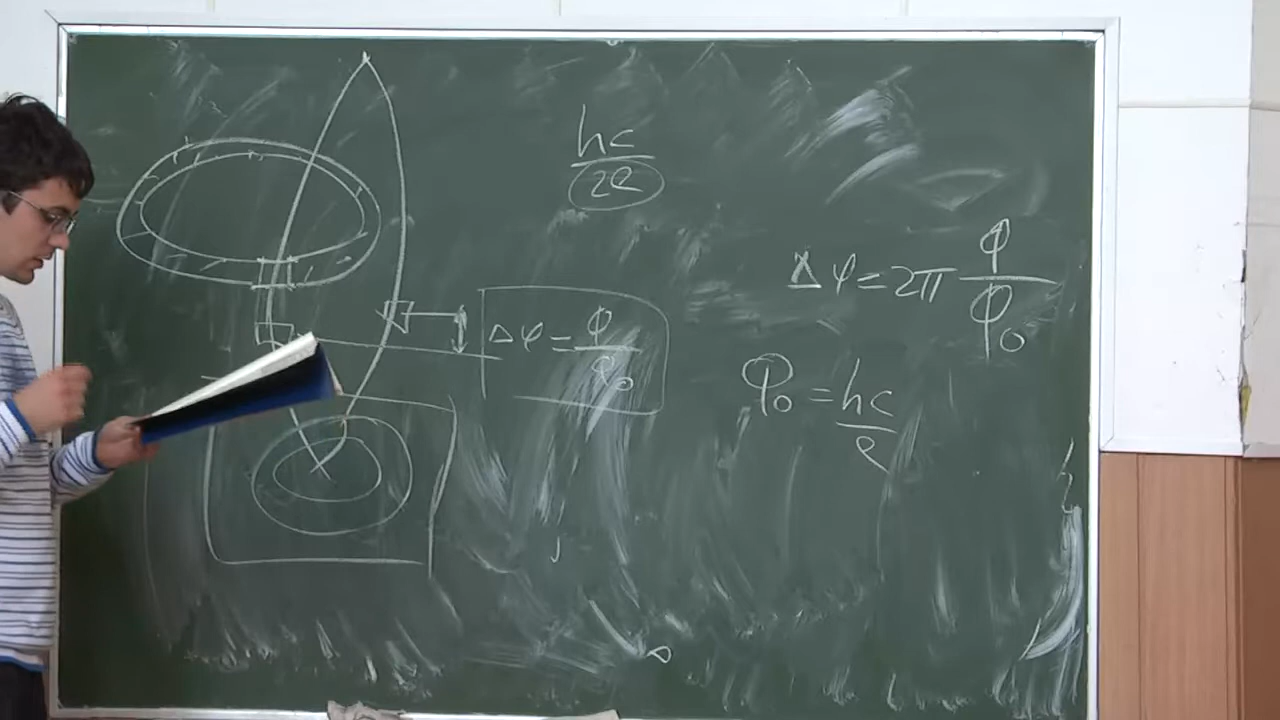 hc
2e
Δφ = 2π Φ
Φ₀
Δφ = Φ
Φ₀
Φ₀ = hc
e